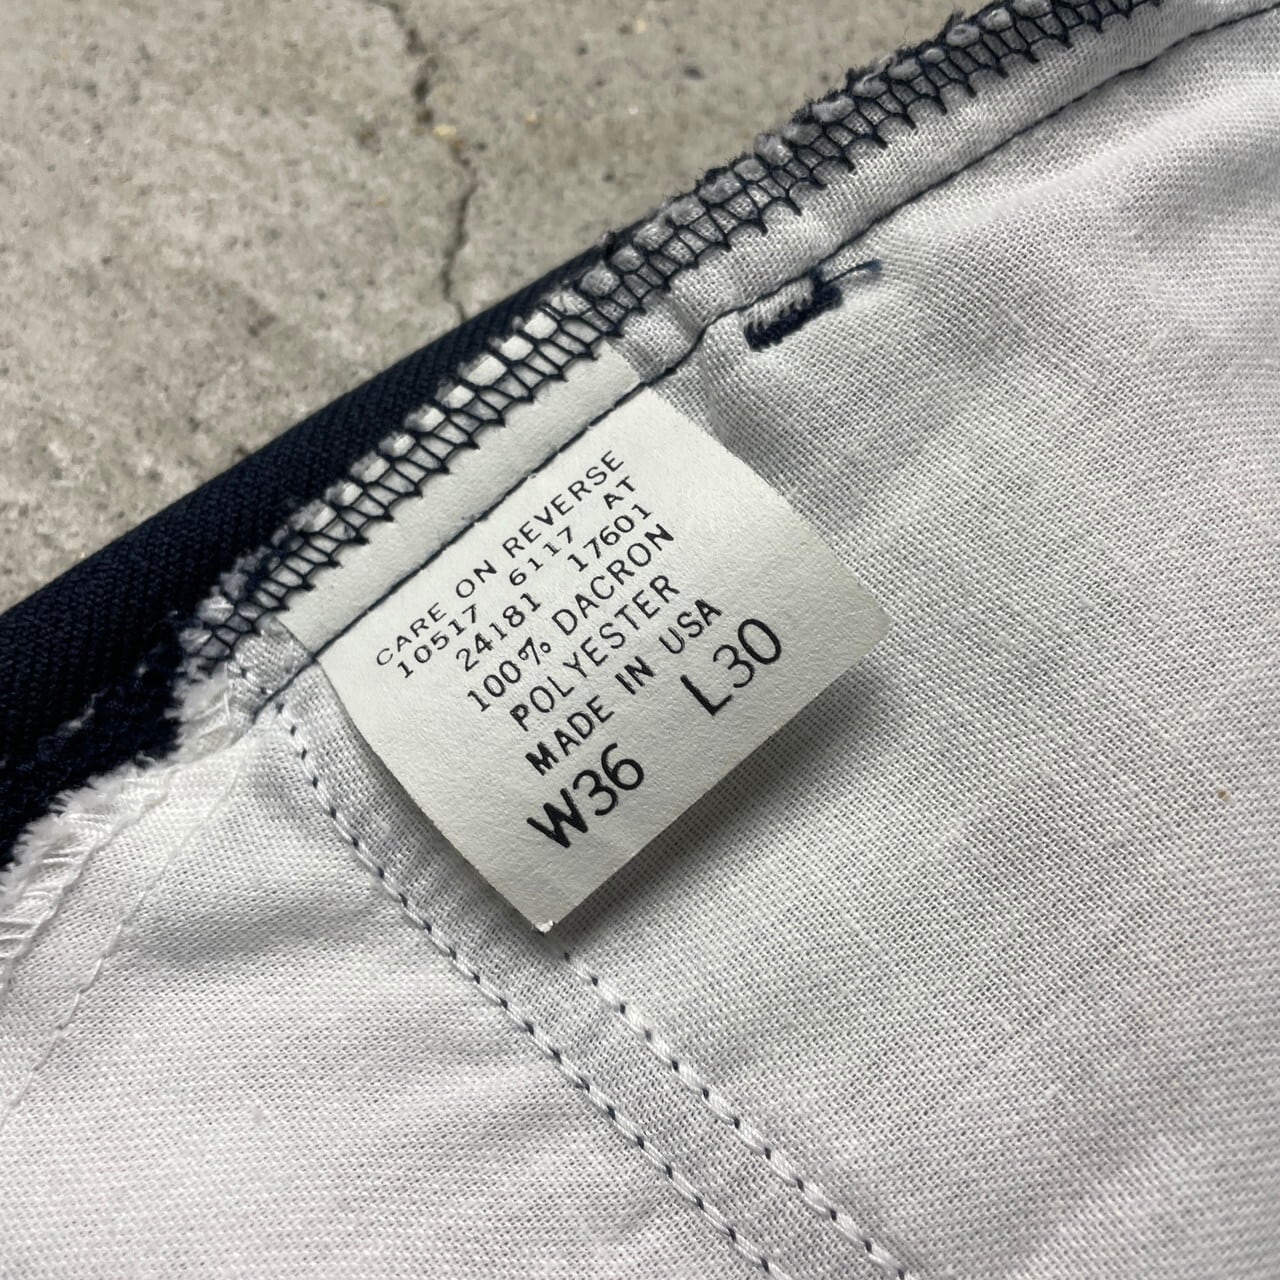 CARE ON REVERSE
10517 6117 AT
24181 17601
100% DACRON
POLYESTER
MADE IN USA
W36 L30